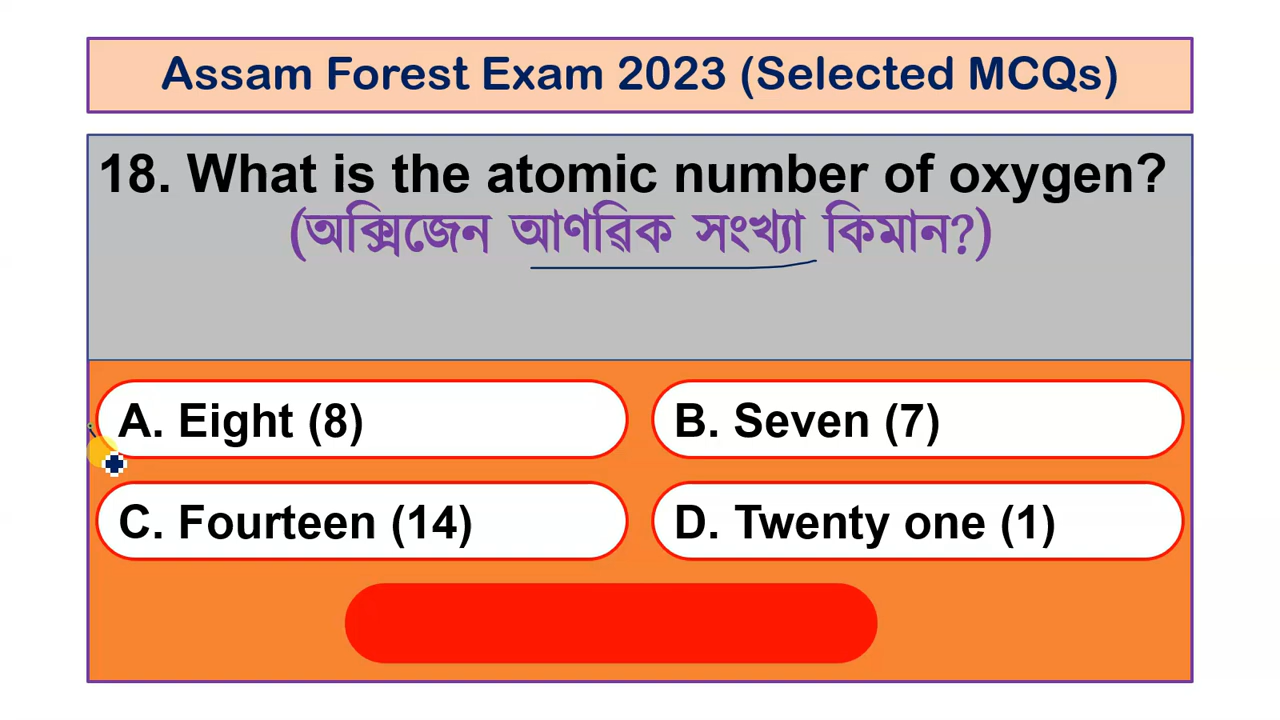 Assam Forest Exam 2023 (Selected MCQs)
18. What is the atomic number of oxygen?
(অক্সিজেন আণৱিক সংখ্যা কিমান?)
A. Eight (8)
B. Seven (7)
C. Fourteen (14)
D. Twenty one (1)